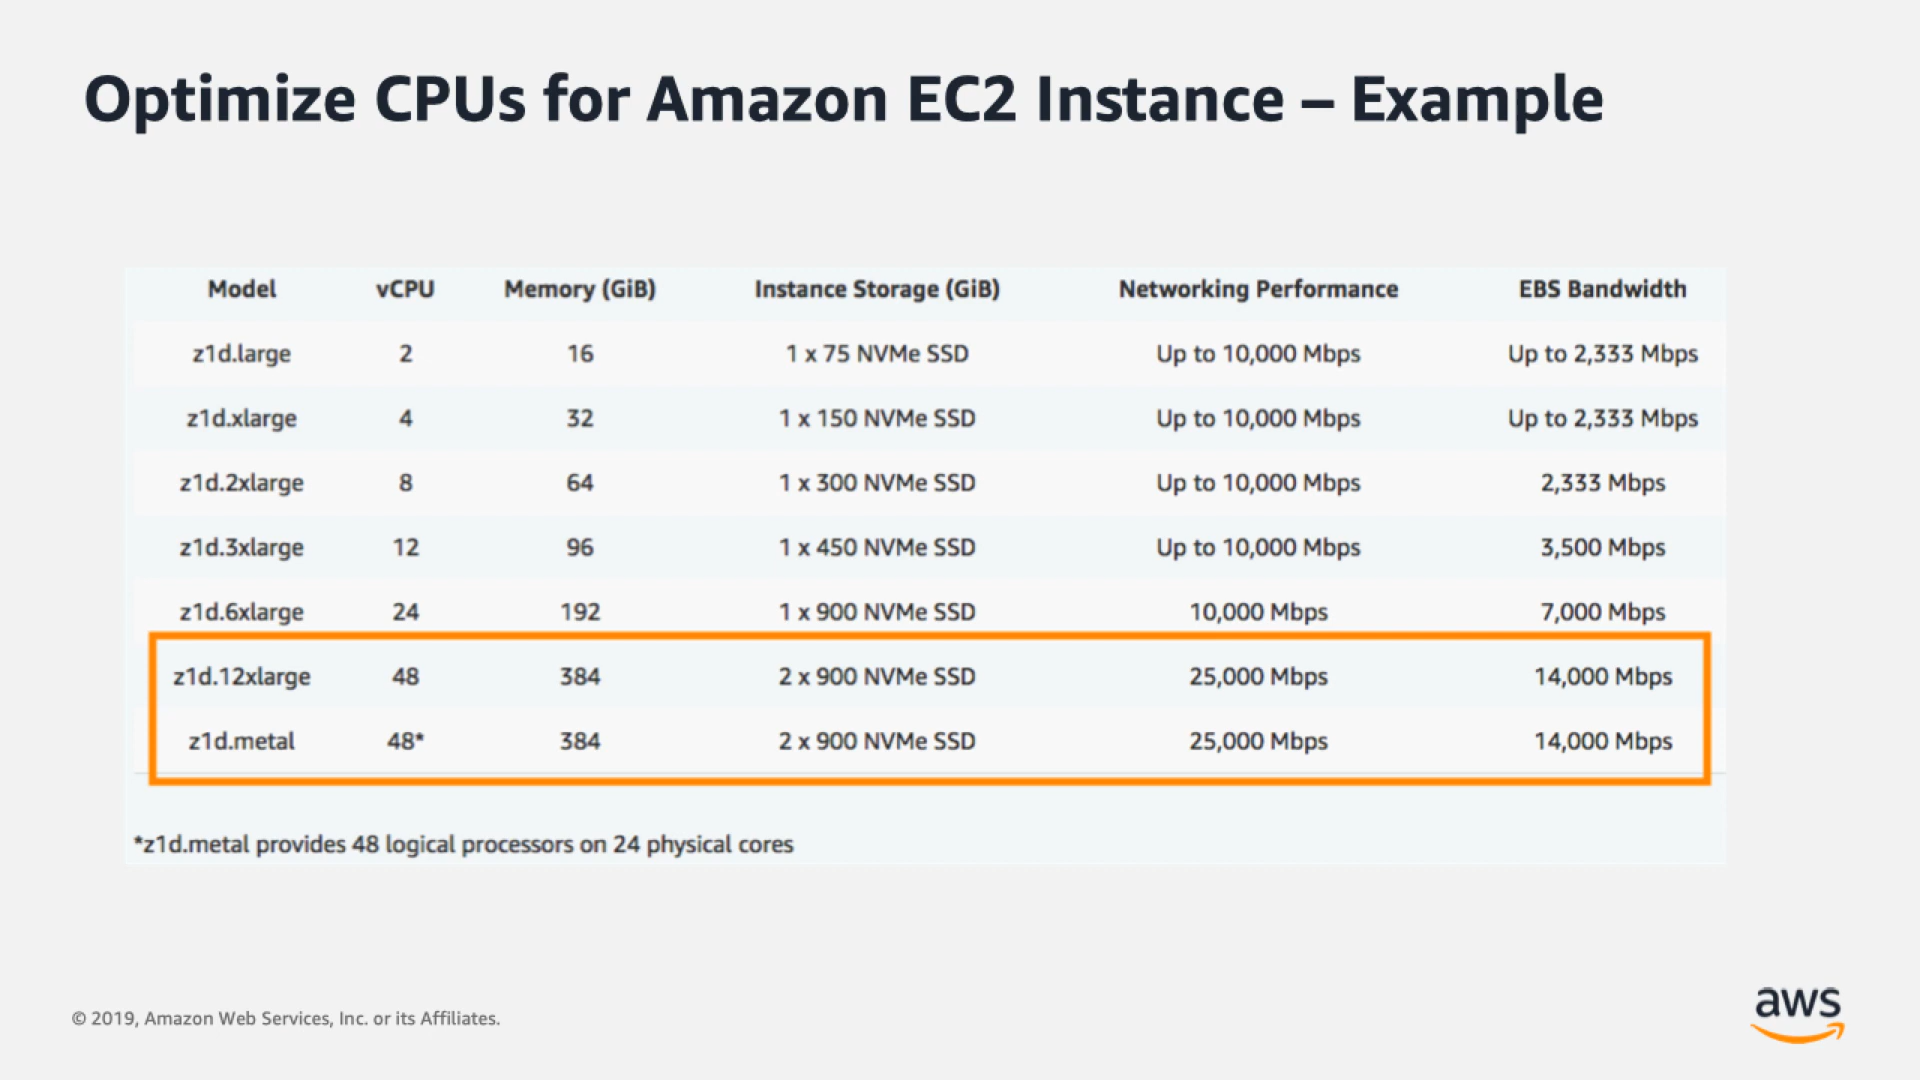 Optimize CPUs for Amazon EC2 Instance – Example
Model vCPU Memory (GiB) Instance Storage (GiB) Networking Performance EBS Bandwidth
z1d.large 2 16 1 x 75 NVMe SSD Up to 10,000 Mbps Up to 2,333 Mbps
z1d.xlarge 4 32 1 x 150 NVMe SSD Up to 10,000 Mbps Up to 2,333 Mbps
z1d.2xlarge 8 64 1 x 300 NVMe SSD Up to 10,000 Mbps 2,333 Mbps
z1d.3xlarge 12 96 1 x 450 NVMe SSD Up to 10,000 Mbps 3,500 Mbps
z1d.6xlarge 24 192 1 x 900 NVMe SSD 10,000 Mbps 7,000 Mbps
z1d.12xlarge 48 384 2 x 900 NVMe SSD 25,000 Mbps 14,000 Mbps
z1d.metal 48* 384 2 x 900 NVMe SSD 25,000 Mbps 14,000 Mbps
*z1d.metal provides 48 logical processors on 24 physical cores
© 2019, Amazon Web Services, Inc. or its Affiliates.
aws